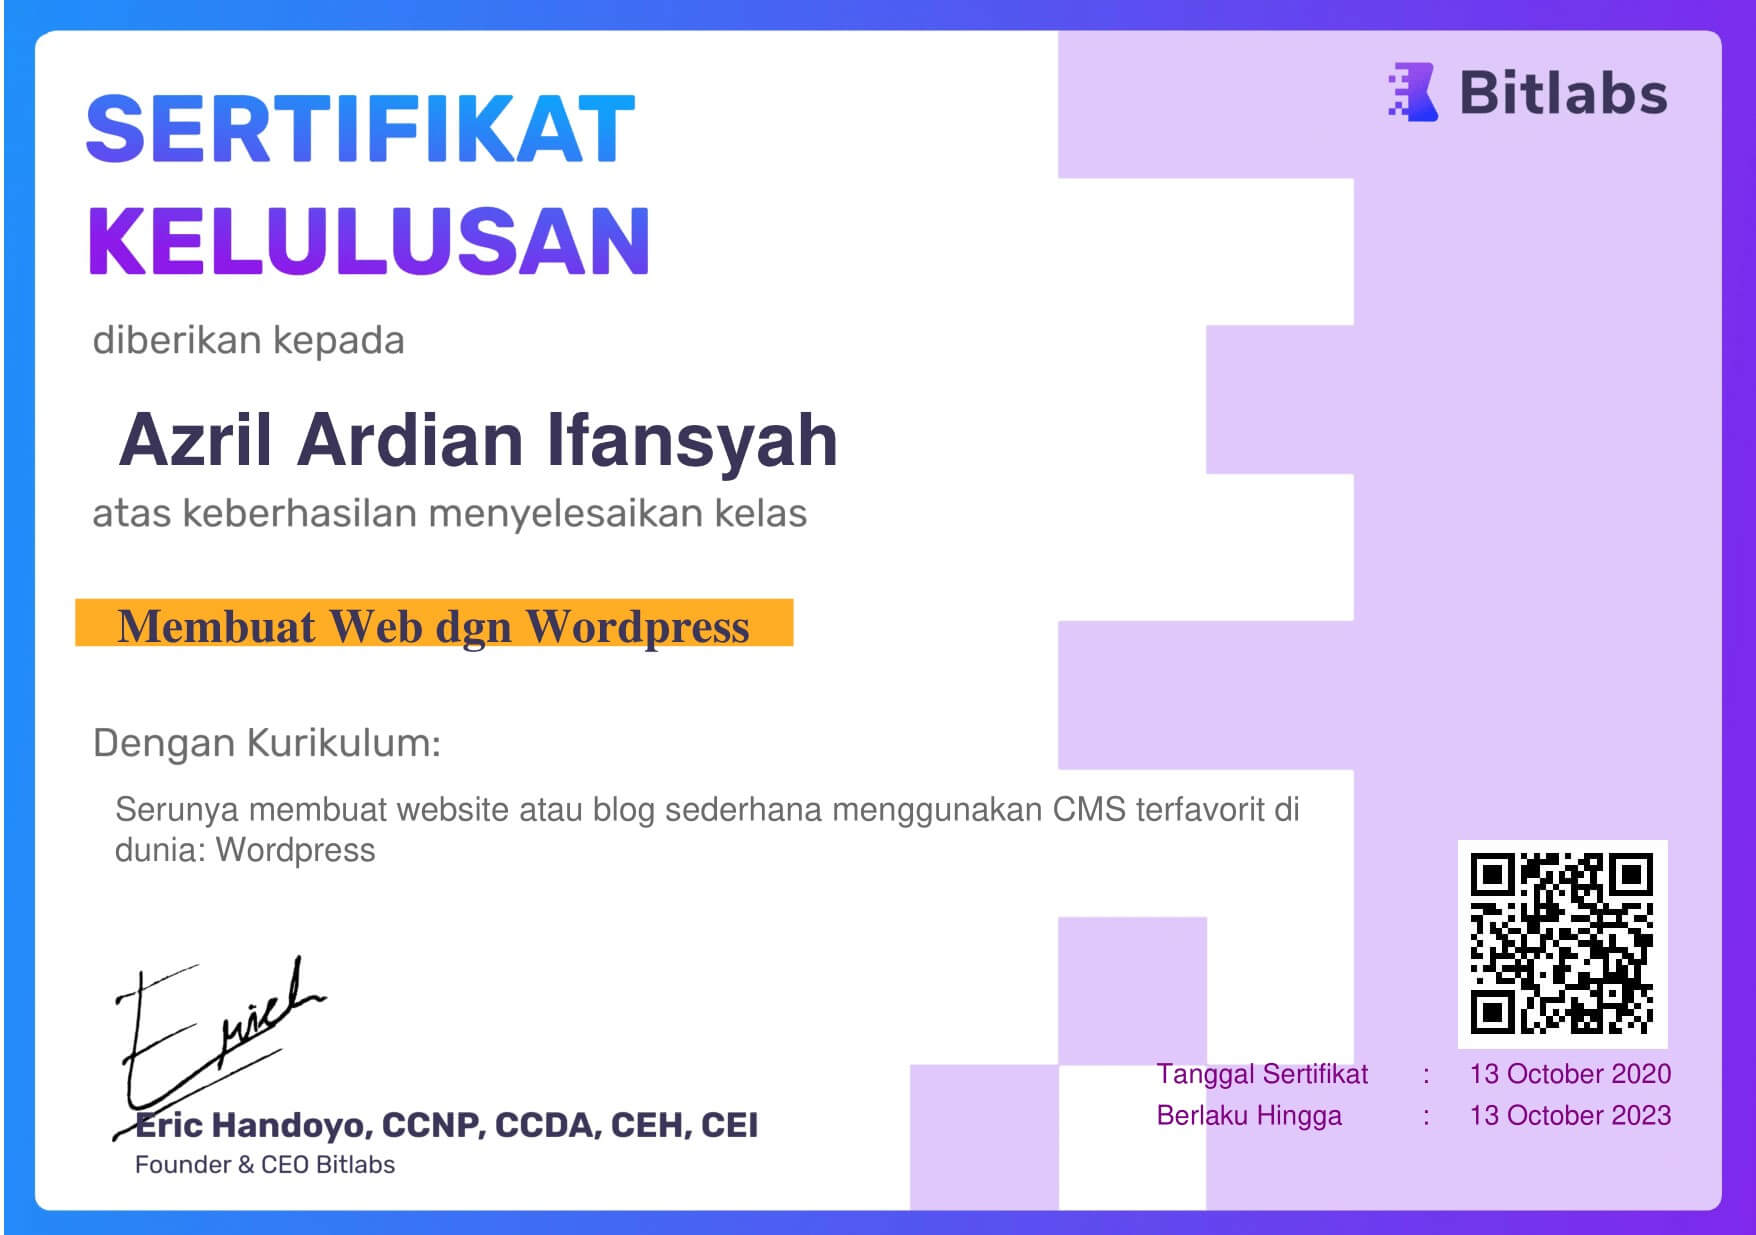 Bitlabs
SERTIFIKAT
KELULUSAN
diberikan kepada
Azril Ardian Ifansyah
atas keberhasilan menyelesaikan kelas
Membuat Web dgn Wordpress
Dengan Kurikulum:
Serunya membuat website atau blog sederhana menggunakan CMS terfavorit di
dunia: Wordpress
Erich
Eric Handoyo, CCNP, CCDA, CEH, CEI
Founder & CEO Bitlabs
Tanggal Sertifikat : 13 October 2020
Berlaku Hingga : 13 October 2023